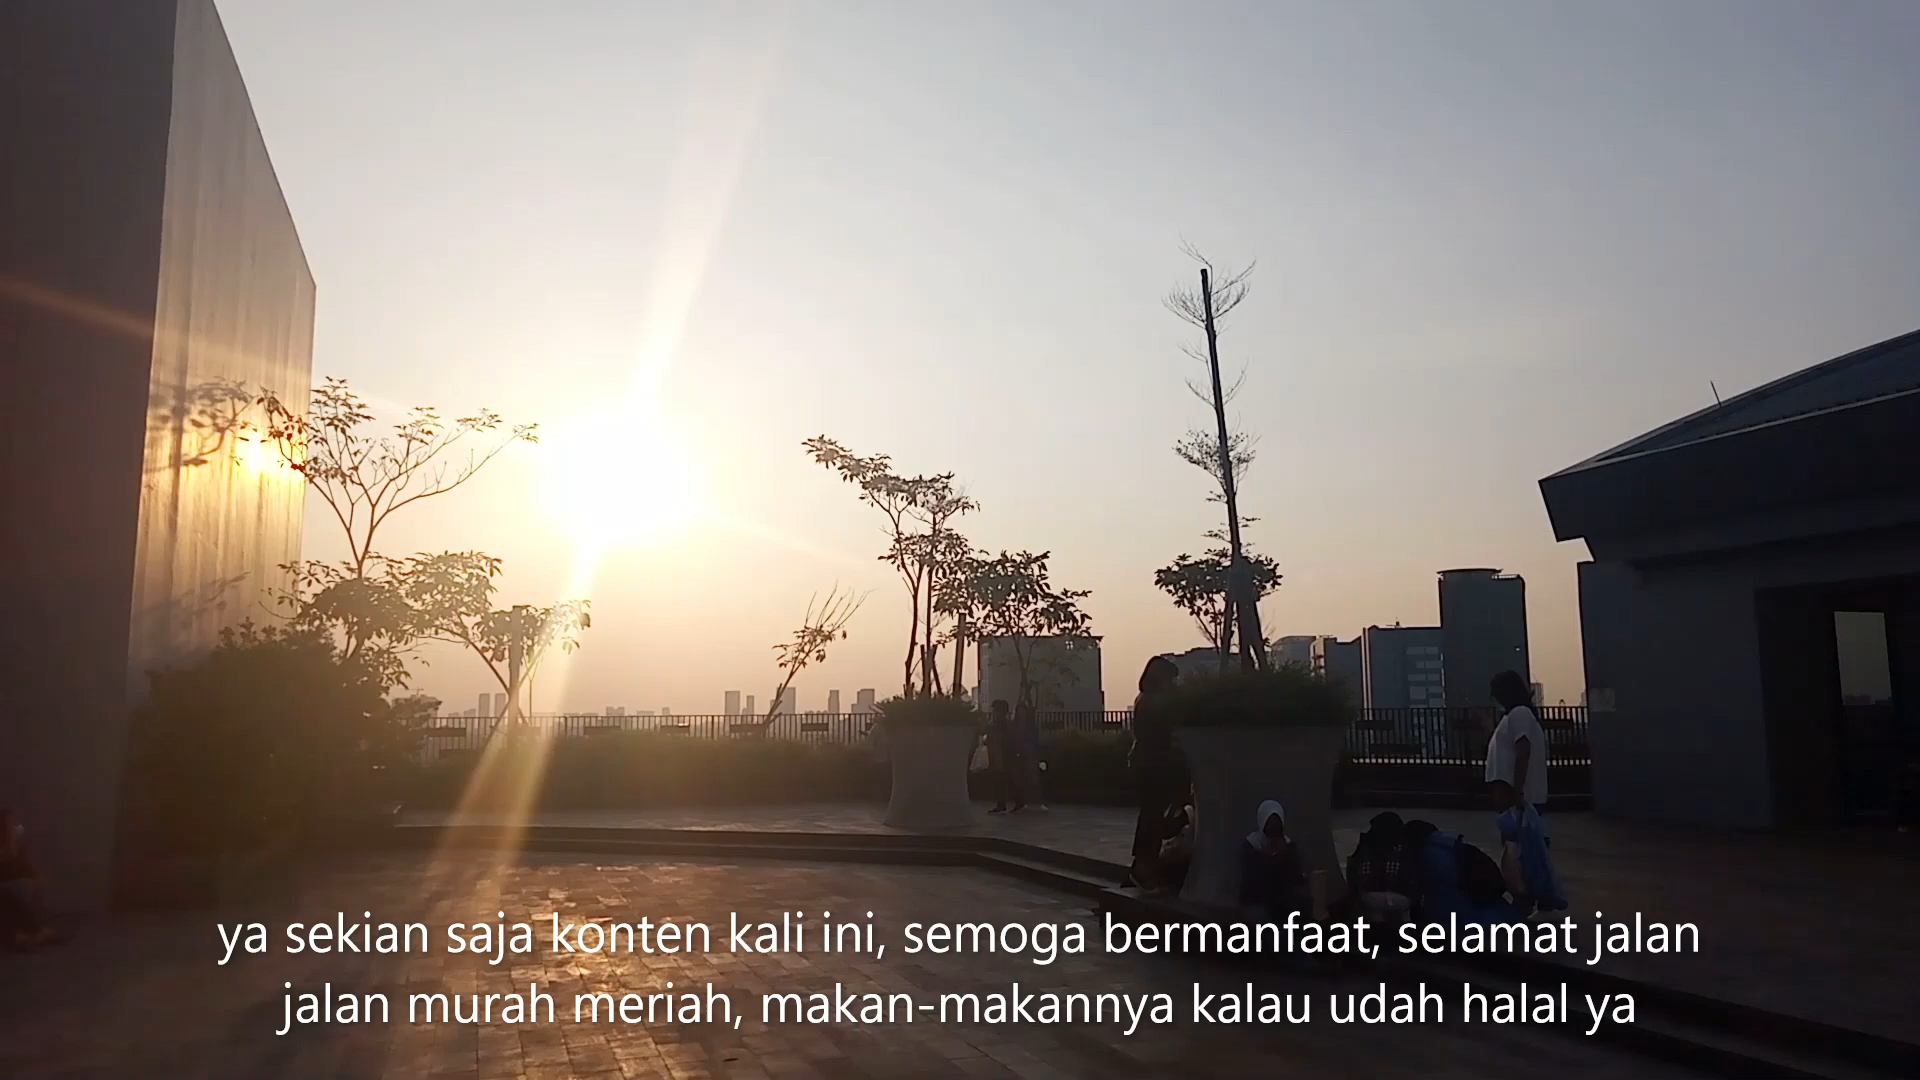 ya sekian saja konten kali ini, semoga bermanfaat, selamat jalan
jalan murah meriah, makan-makannya kalau udah halal ya